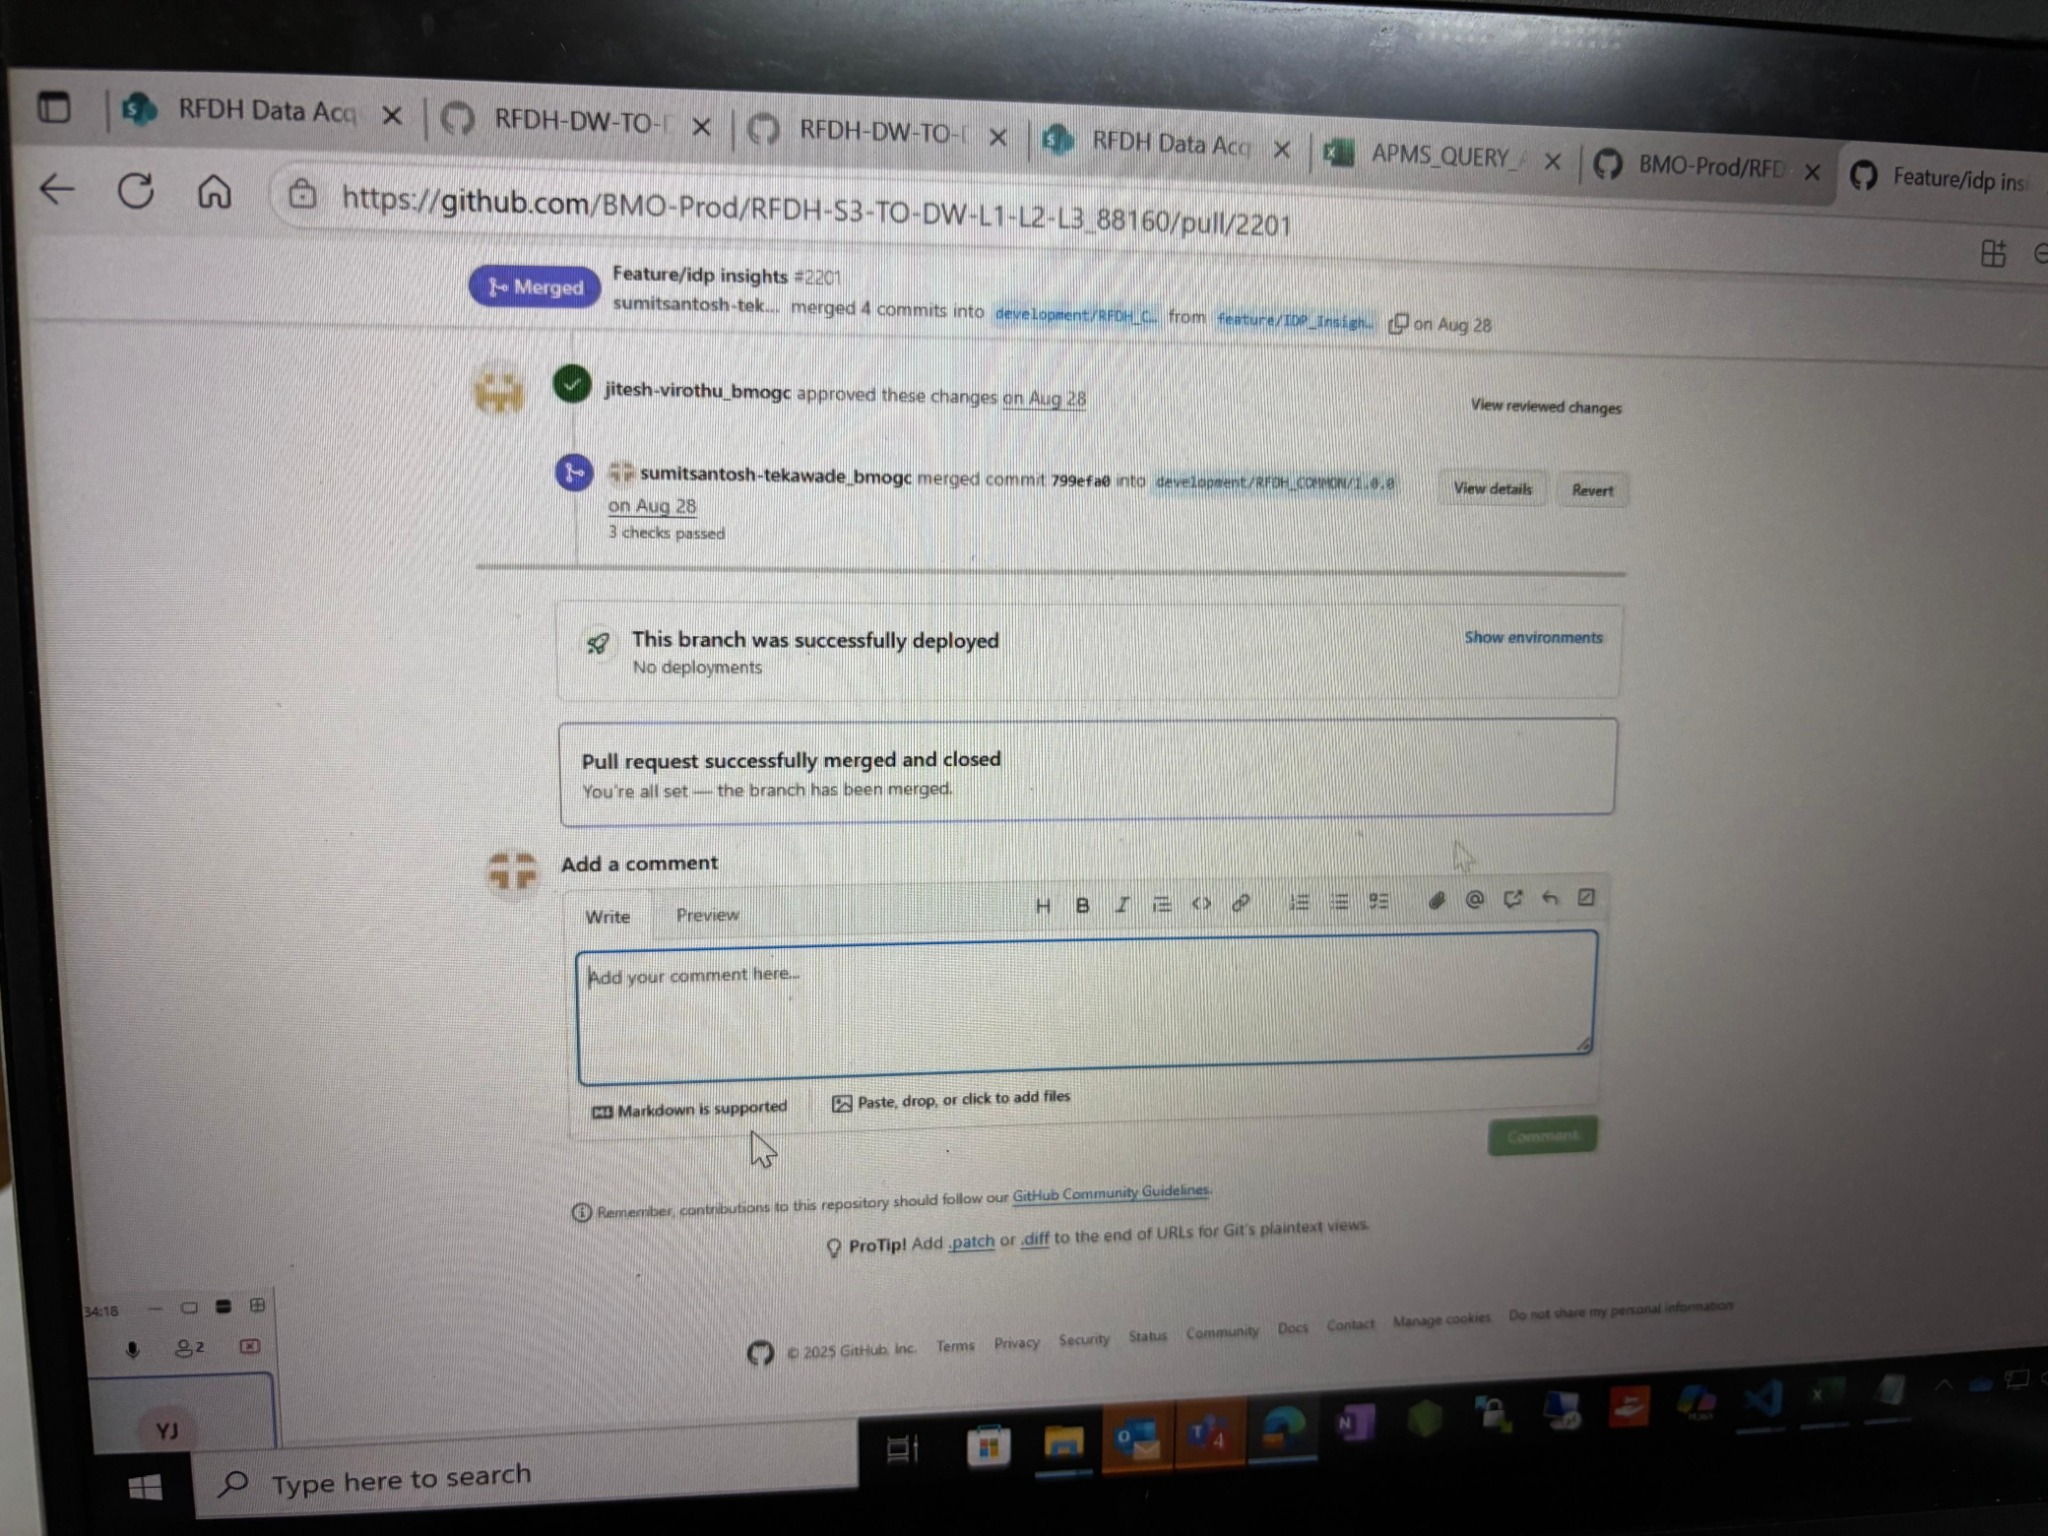 RFDH Data Acq
RFDH-DW-TO-
RFDH-DW-TO-
RFDH Data Acq
APMS_QUERY_
BMO-Prod/RFD
Feature/idp ins
https://github.com/BMO-Prod/RFDH-S3-TO-DW-L1-L2-L3_88160/pull/2201
Merged
Feature/idp insights #2201
sumitsantosh-tek... merged 4 commits into development/RFDH_C… from feature/IDP_Insigh… on Aug 28
jitesh-virothu_bmogc approved these changes on Aug 28
View reviewed changes
sumitsantosh-tekawade_bmogc merged commit 799efa0 into development/RFDH_COMMON/1.0.0
on Aug 28
View details
Revert
3 checks passed
This branch was successfully deployed
Show environments
No deployments
Pull request successfully merged and closed
You're all set — the branch has been merged.
Add a comment
Write
Preview
H B I
Add your comment here...
Markdown is supported
Paste, drop, or click to add files
Comment
Remember, contributions to this repository should follow our GitHub Community Guidelines.
ProTip! Add .patch or .diff to the end of URLs for Git's plaintext views.
34:18
2
© 2025 GitHub, Inc. Terms Privacy Security Status Community Docs Contact Manage cookies Do not share my personal information
YJ
Type here to search
4